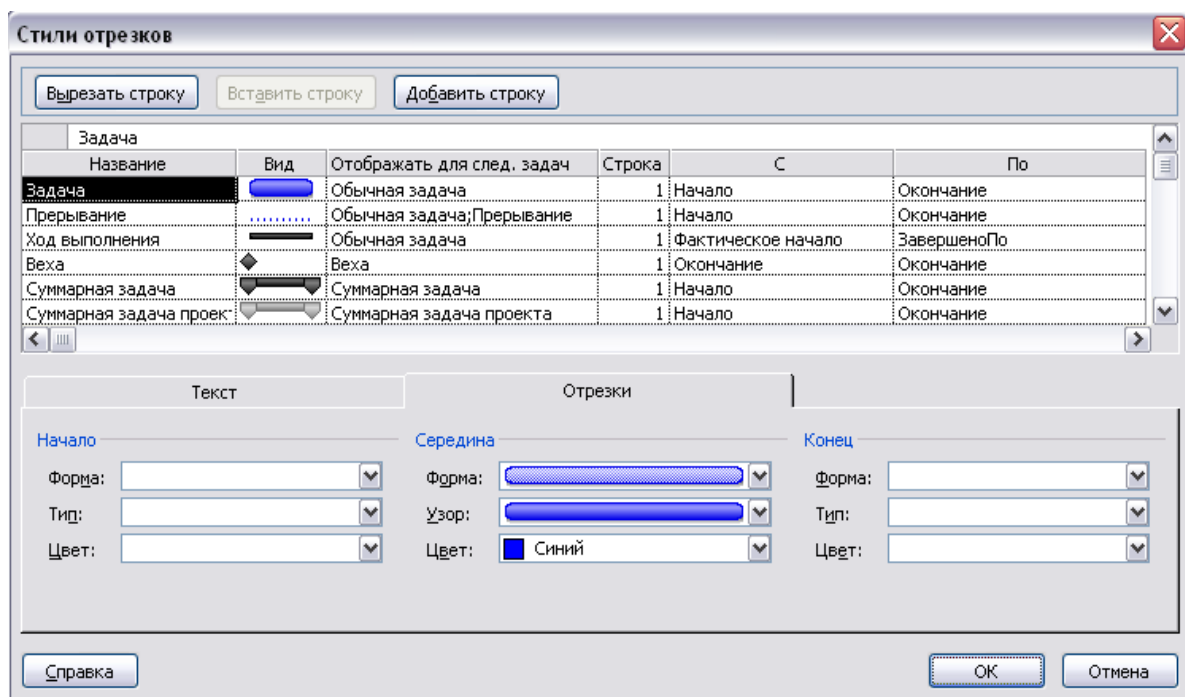 Стили отрезков
Вырезать строку Вставить строку Добавить строку
Задача
Название Вид Отображать для след. задач Строка С По
Задача Обычная задача 1 Начало Окончание
Прерывание Обычная задача;Прерывание 1 Начало Окончание
Ход выполнения Обычная задача 1 Фактическое начало ЗавершеноПо
Веха Веха 1 Окончание Окончание
Суммарная задача Суммарная задача 1 Начало Окончание
Суммарная задача проек Суммарная задача проекта 1 Начало Окончание
Текст Отрезки
Начало Середина Конец
Форма: Форма: Форма:
Тип: Узор: Тип:
Цвет: Цвет: Синий Цвет:
Справка ОК Отмена